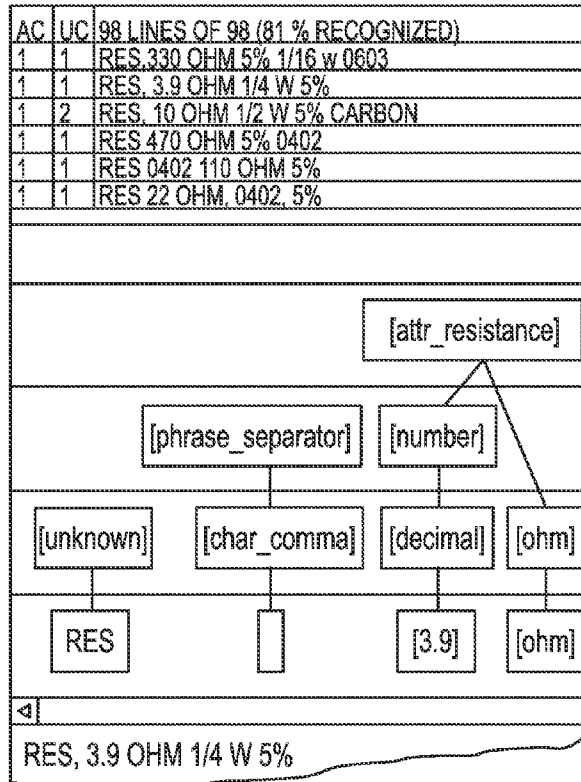 AC UC 98 LINES OF 98 (81 % RECOGNIZED)
1 1 RES,330 OHM 5% 1/16 w 0603
1 1 RES, 3.9 OHM 1/4 W 5%
1 2 RES, 10 OHM 1/2 W 5% CARBON
1 1 RES 470 OHM 5% 0402
1 1 RES 0402 110 OHM 5%
1 1 RES 22 OHM, 0402, 5%
[attr_resistance]
[phrase_separator] [number]
[unknown] [char_comma] [decimal] [ohm]
RES [3.9] [ohm]
RES, 3.9 OHM 1/4 W 5%